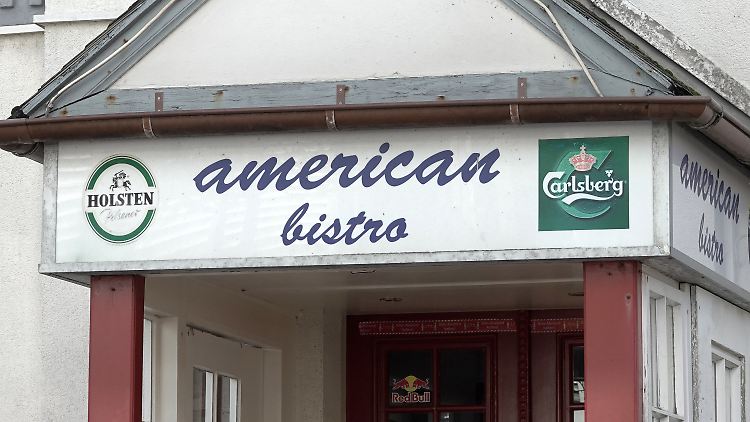 HOLSTEN
Pilsener
american
bistro
Carlsberg
american
bistro
Red Bull